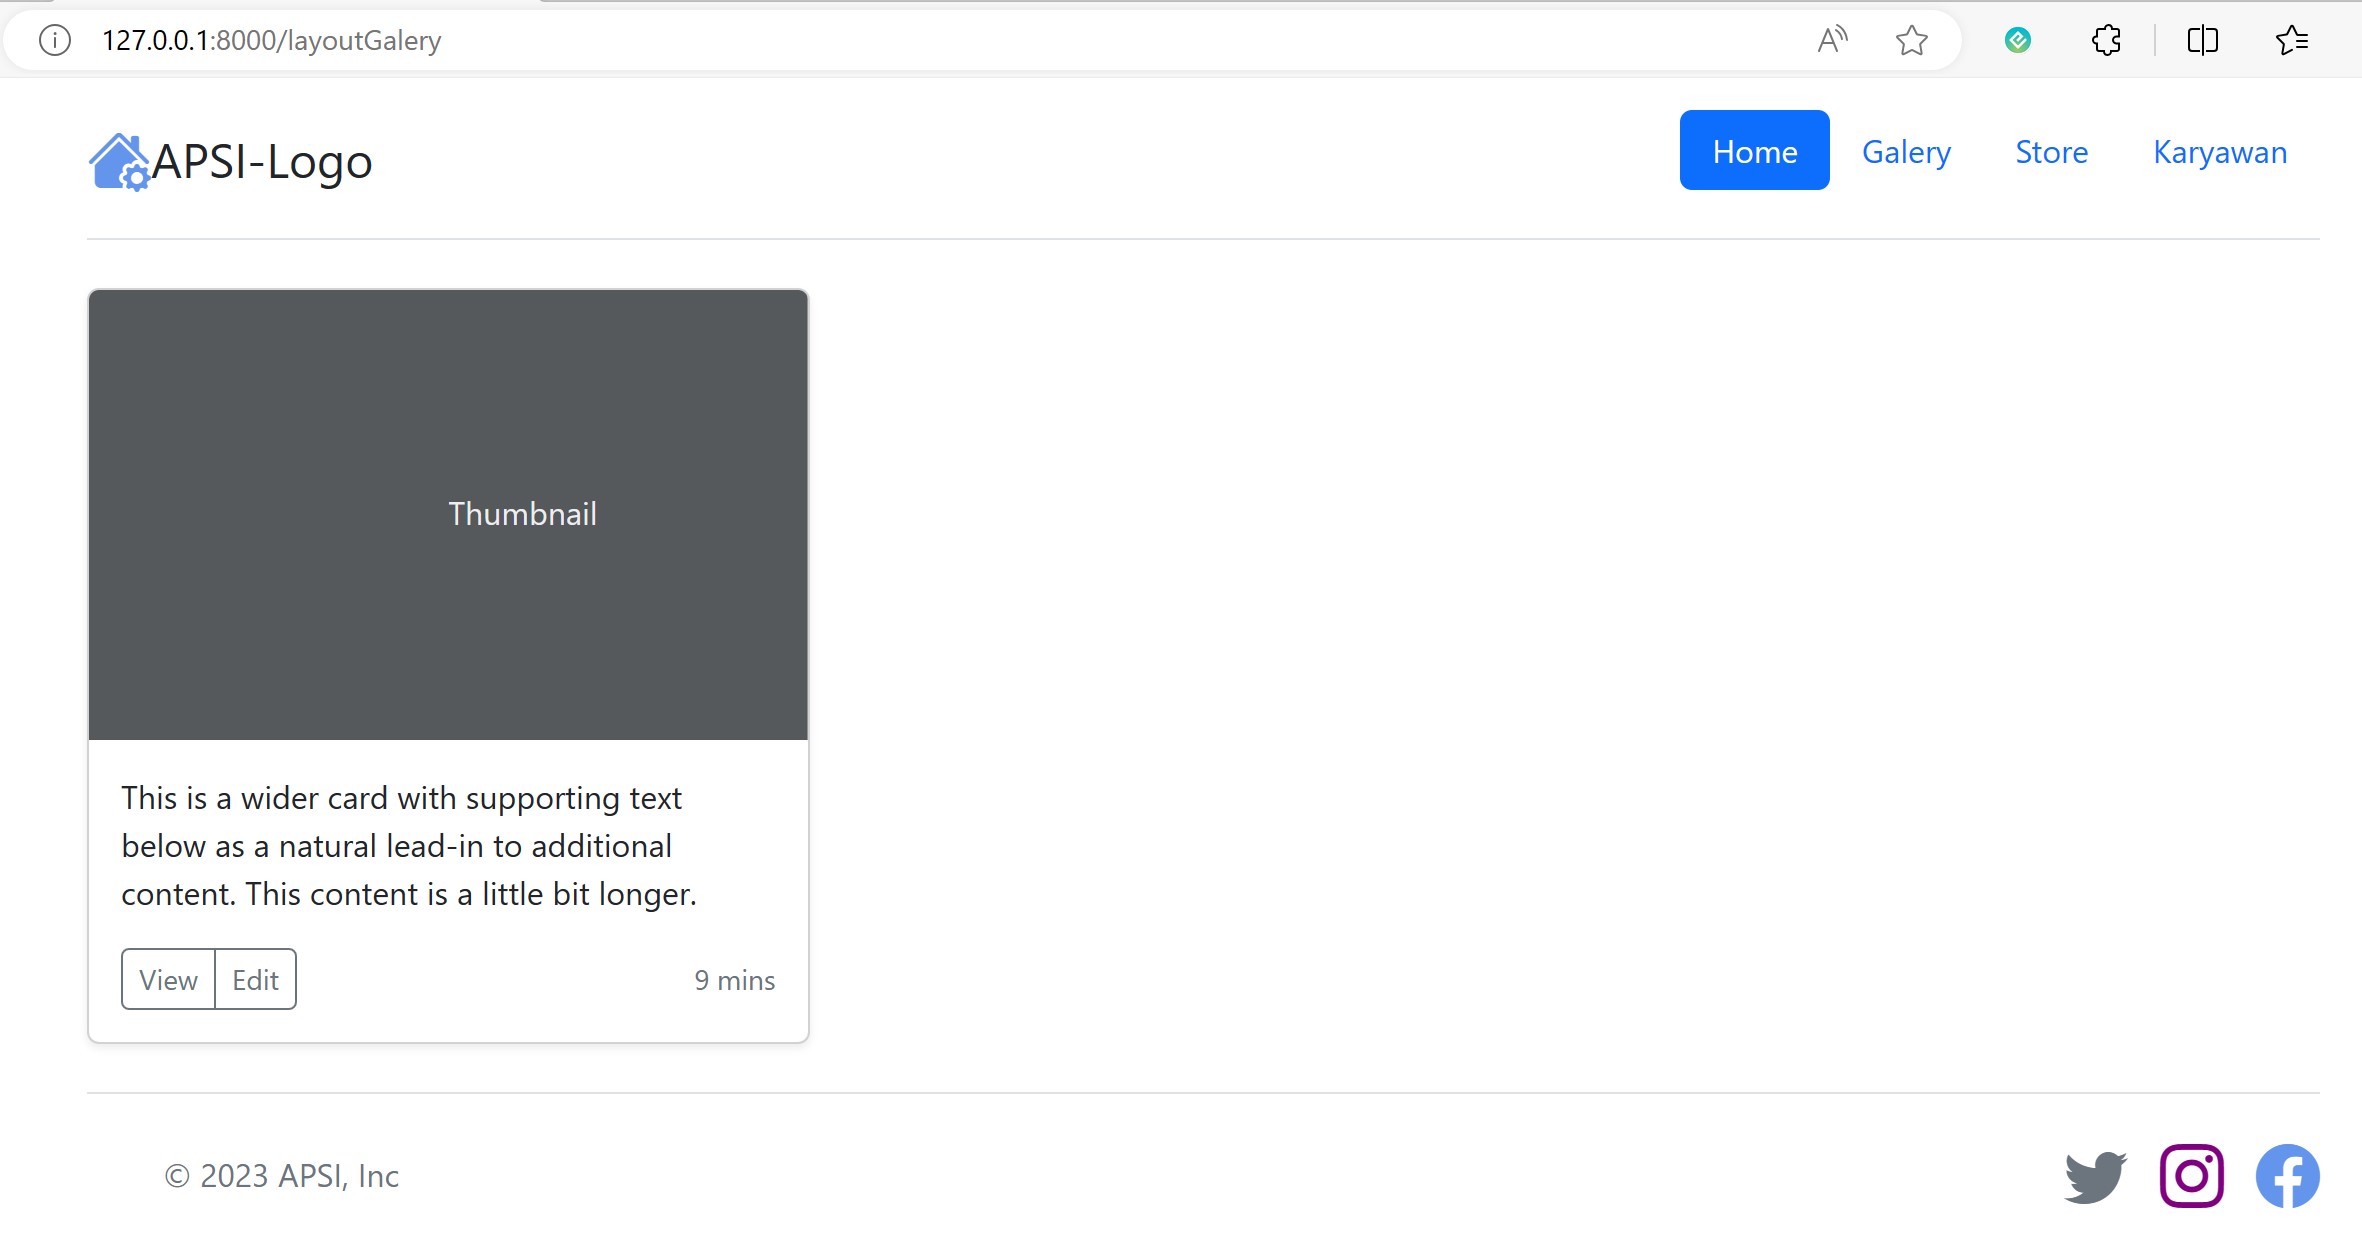 127.0.0.1:8000/layoutGalery
APSI-Logo
Home Galery Store Karyawan
Thumbnail
This is a wider card with supporting text
below as a natural lead-in to additional
content. This content is a little bit longer.
View Edit 9 mins
© 2023 APSI, Inc